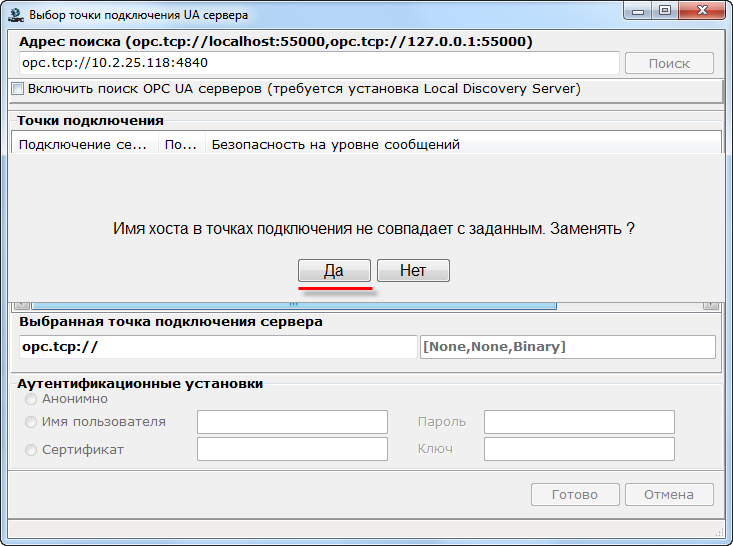 Выбор точки подключения UA сервера
Адрес поиска (opc.tcp://localhost:55000,opc.tcp://127.0.0.1:55000)
opc.tcp://10.2.25.118:4840
Поиск
Включить поиск OPC UA серверов (требуется установка Local Discovery Server)
Точки подключения
Подключение се... По... Безопасность на уровне сообщений
Имя хоста в точках подключения не совпадает с заданным. Заменять ?
Да Нет
Выбранная точка подключения сервера
opc.tcp:// [None,None,Binary]
Аутентификационные установки
Анонимно
Имя пользователя Пароль
Сертификат Ключ
Готово Отмена